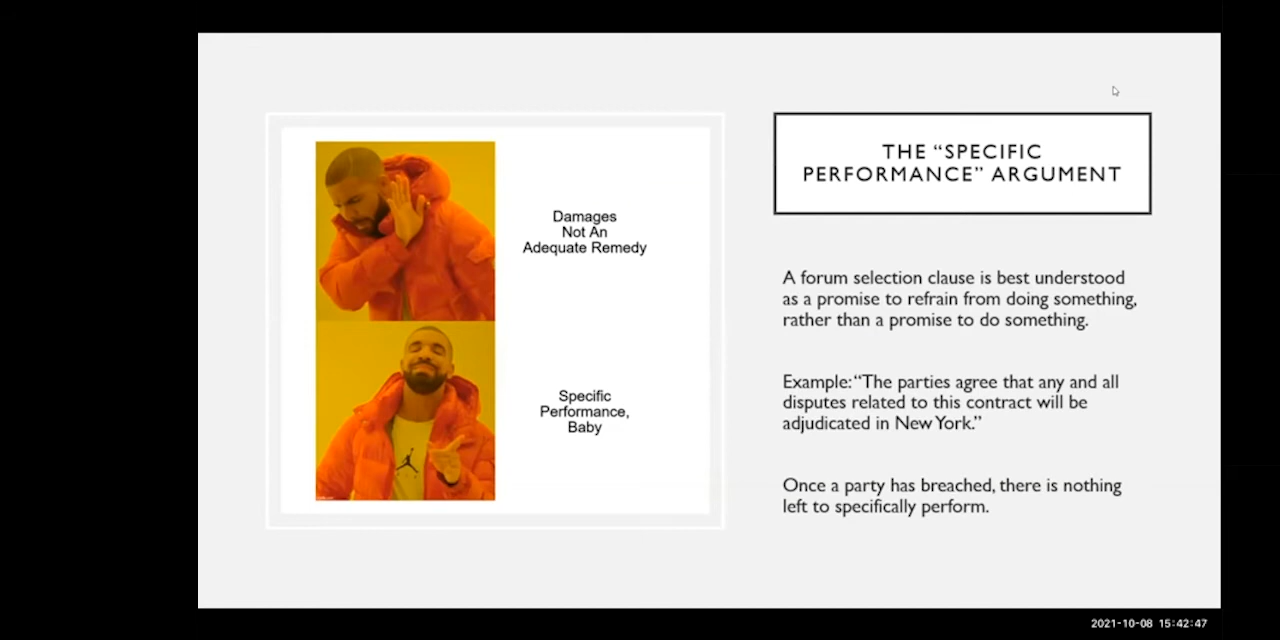 Damages
Not An
Adequate Remedy
Specific
Performance,
Baby
THE “SPECIFIC
PERFORMANCE” ARGUMENT
A forum selection clause is best understood
as a promise to refrain from doing something,
rather than a promise to do something.
Example: “The parties agree that any and all
disputes related to this contract will be
adjudicated in New York.”
Once a party has breached, there is nothing
left to specifically perform.
2021-10-08 15:42:47